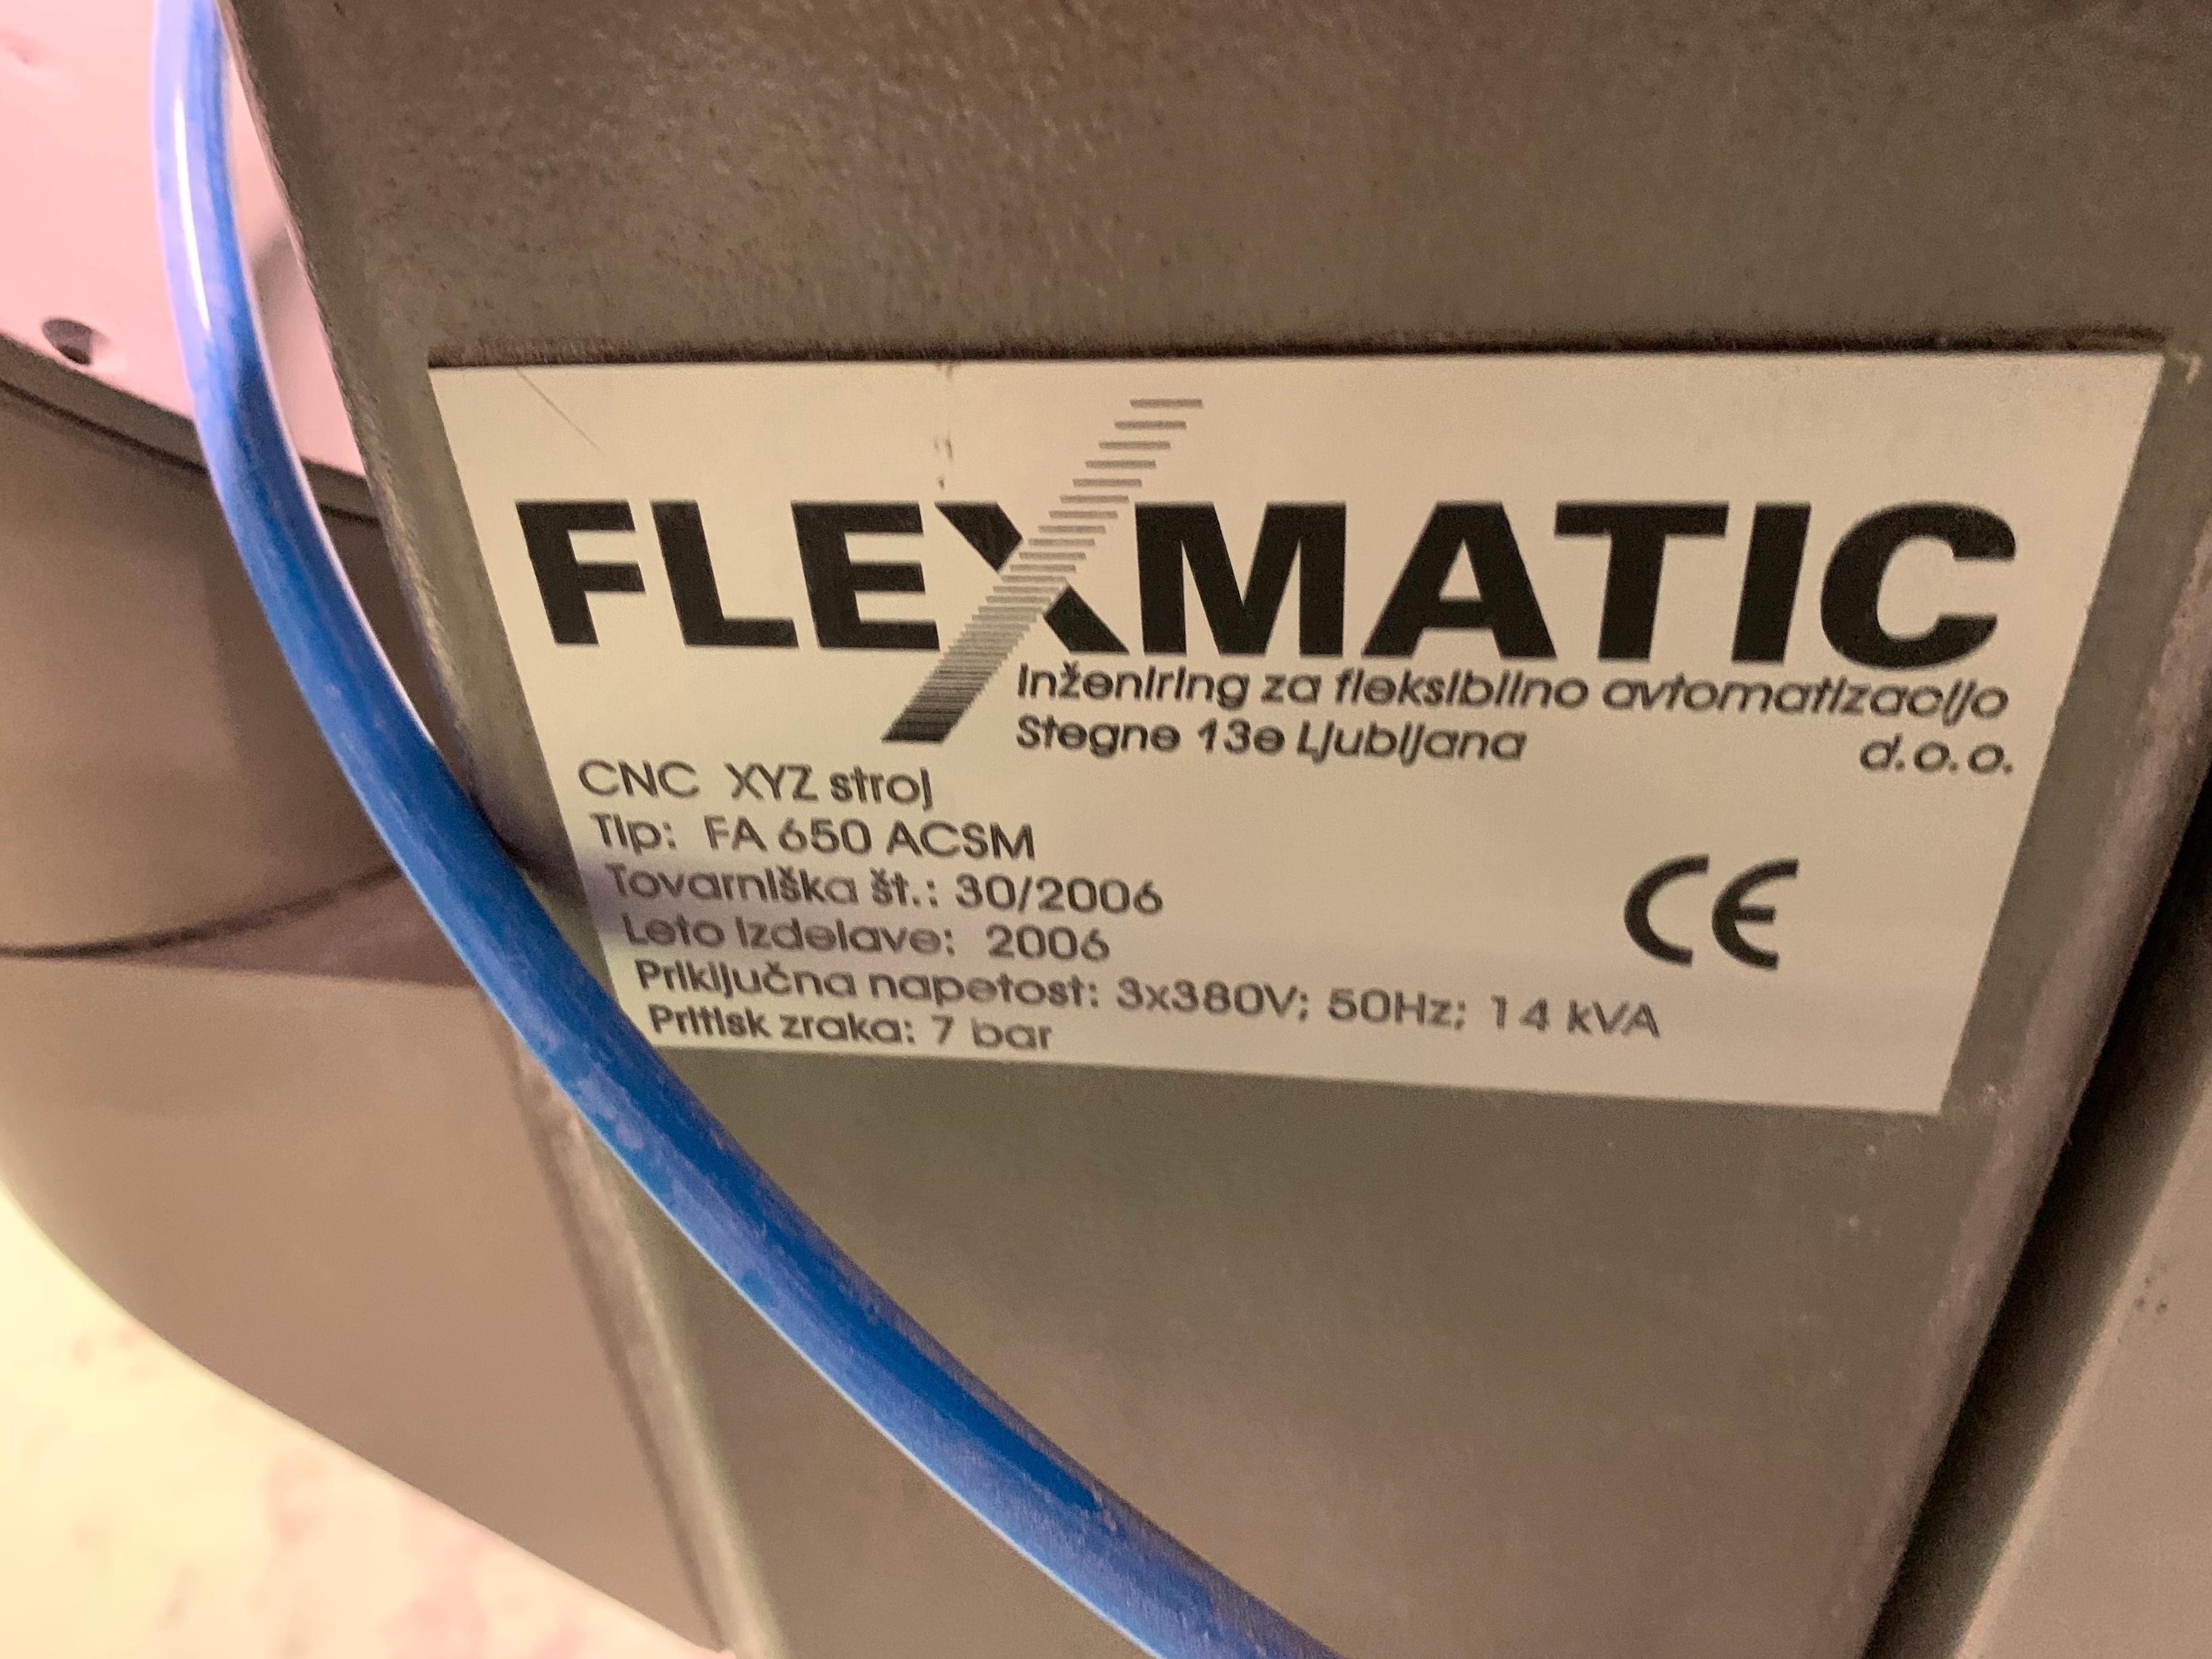 FLEXMATIC
Inženiring za fleksibilno avtomatizacijo
Stegne 13e Ljubljana d.o.o.
CNC XYZ stroj
Tip: FA 650 ACSM
Tovarniška št.: 30/2006
Leto izdelave: 2006
Priključna napetost: 3x380V; 50Hz; 14 kVA
Pritisk zraka: 7 bar
CE